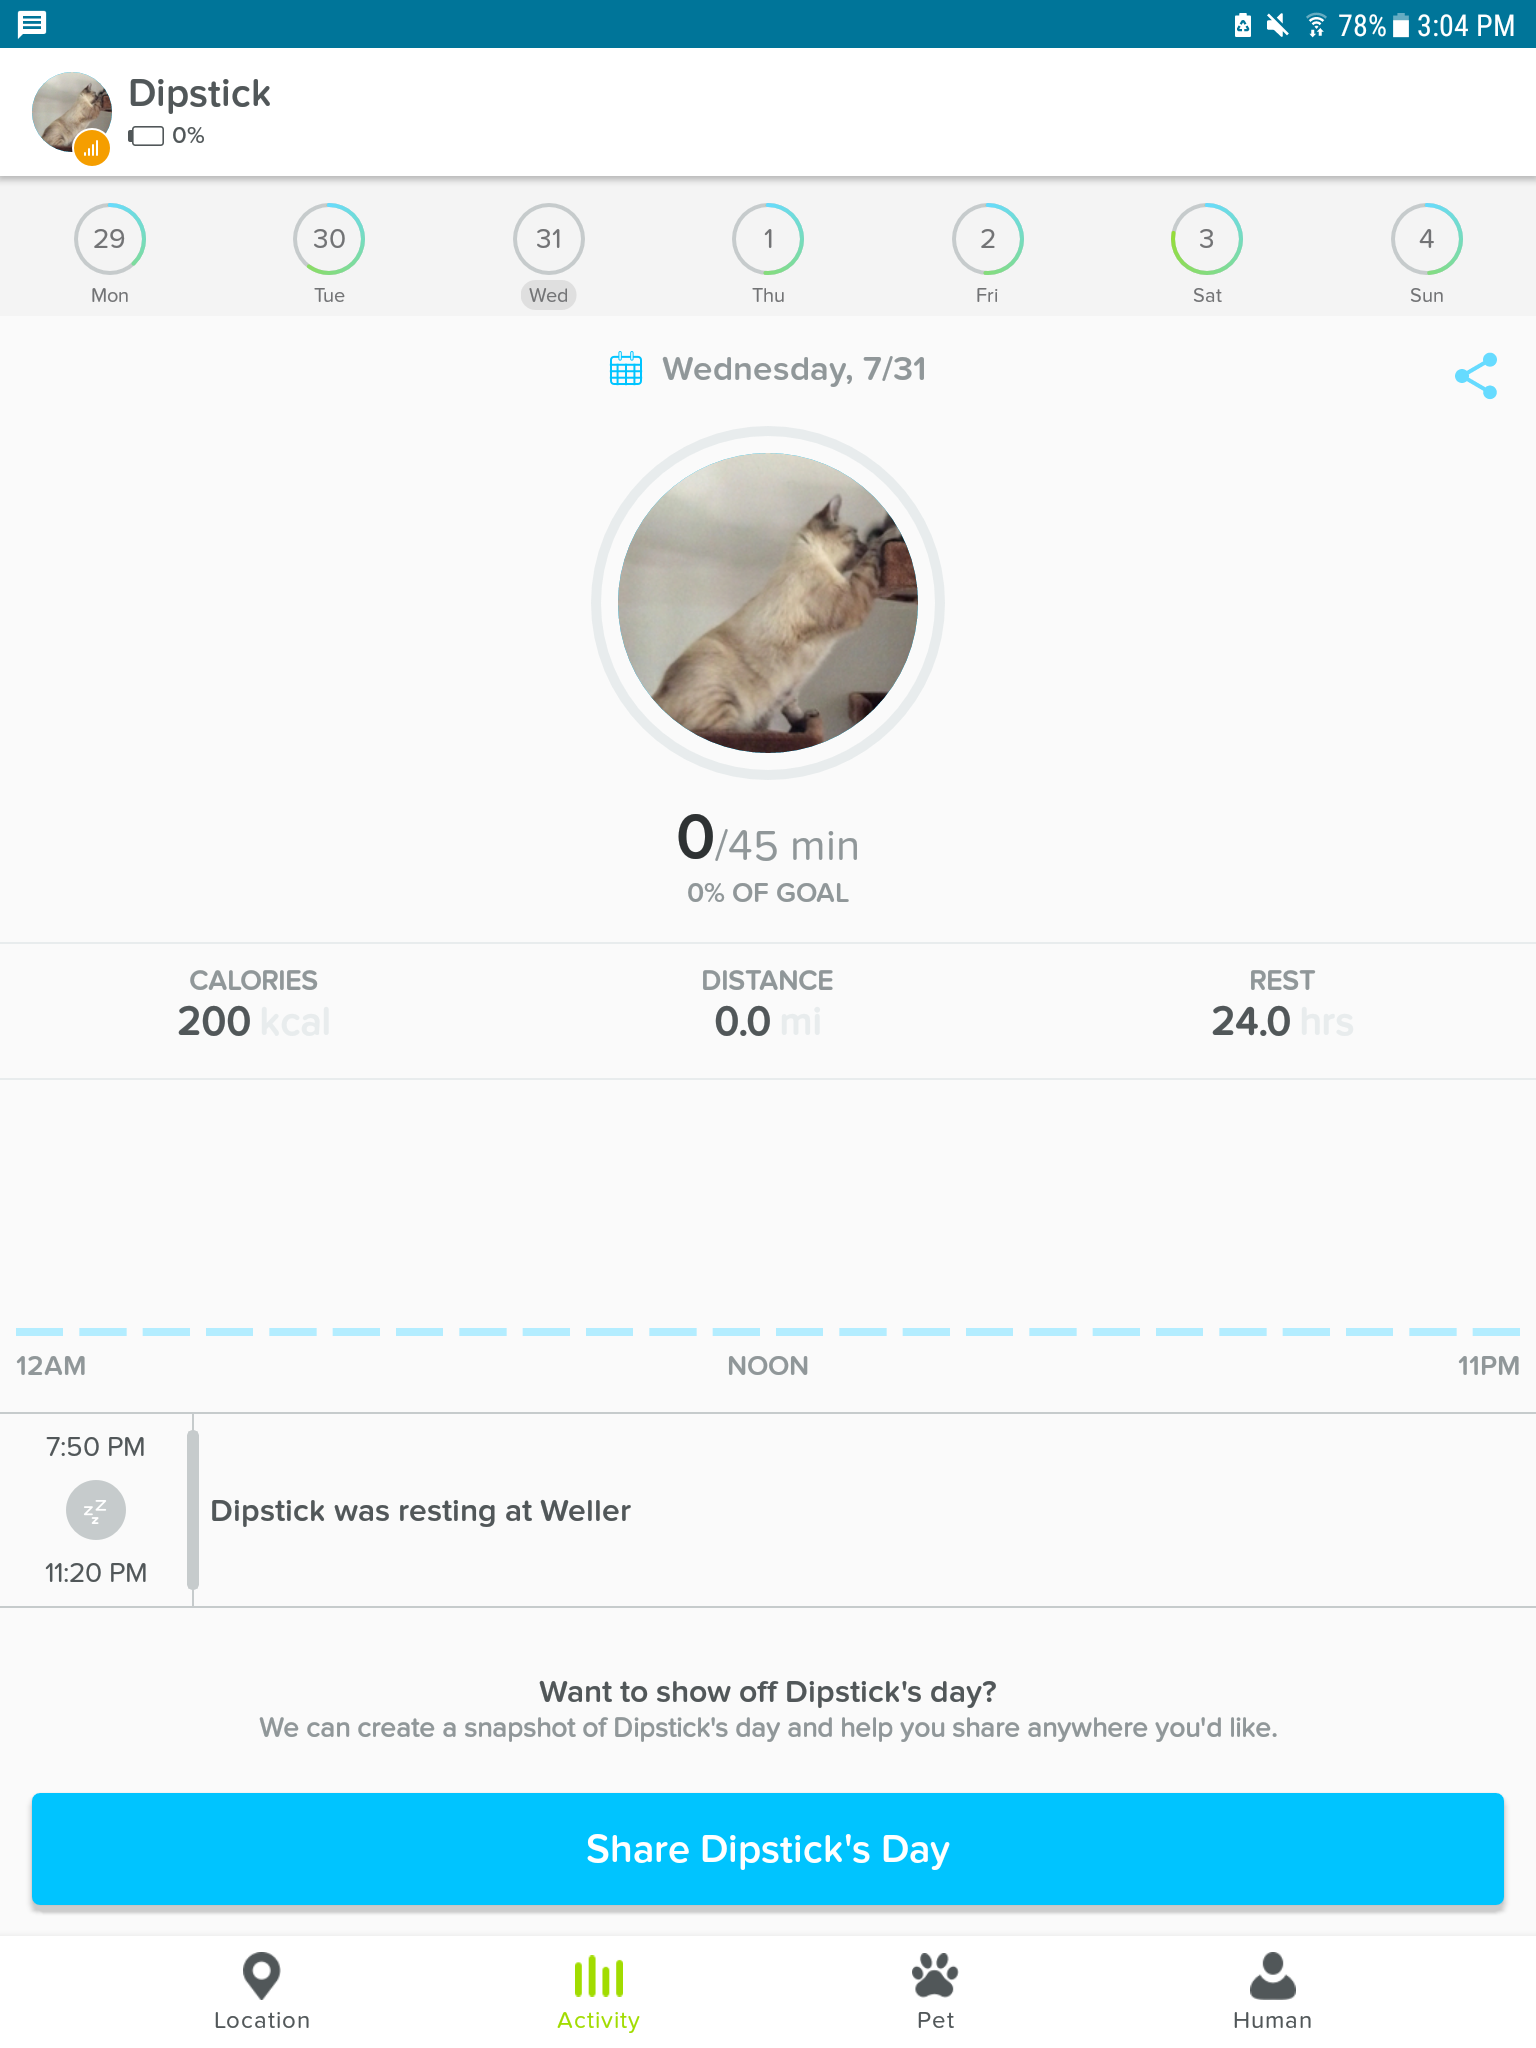 78% 3:04 PM
Dipstick
0%
29 30 31 1 2 3 4
Mon Tue Wed Thu Fri Sat Sun
Wednesday, 7/31
0/45 min
0% OF GOAL
CALORIES DISTANCE REST
200 kcal 0.0 mi 24.0 hrs
12AM NOON 11PM
7:50 PM
zZz
Dipstick was resting at Weller
11:20 PM
Want to show off Dipstick's day?
We can create a snapshot of Dipstick's day and help you share anywhere you'd like.
Share Dipstick's Day
Location Activity Pet Human